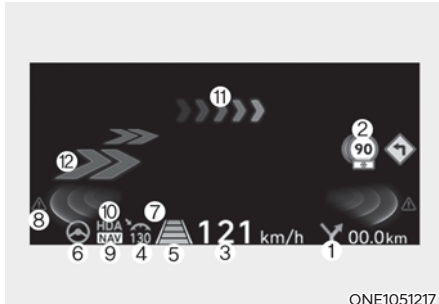 ⑪
②
90
⑫
⑧ ⑩ ⑦
HDA
NAV 130 121 km/h 00.0km
⑥ ⑨ ④ ⑤ ③ ①
ONE1051217